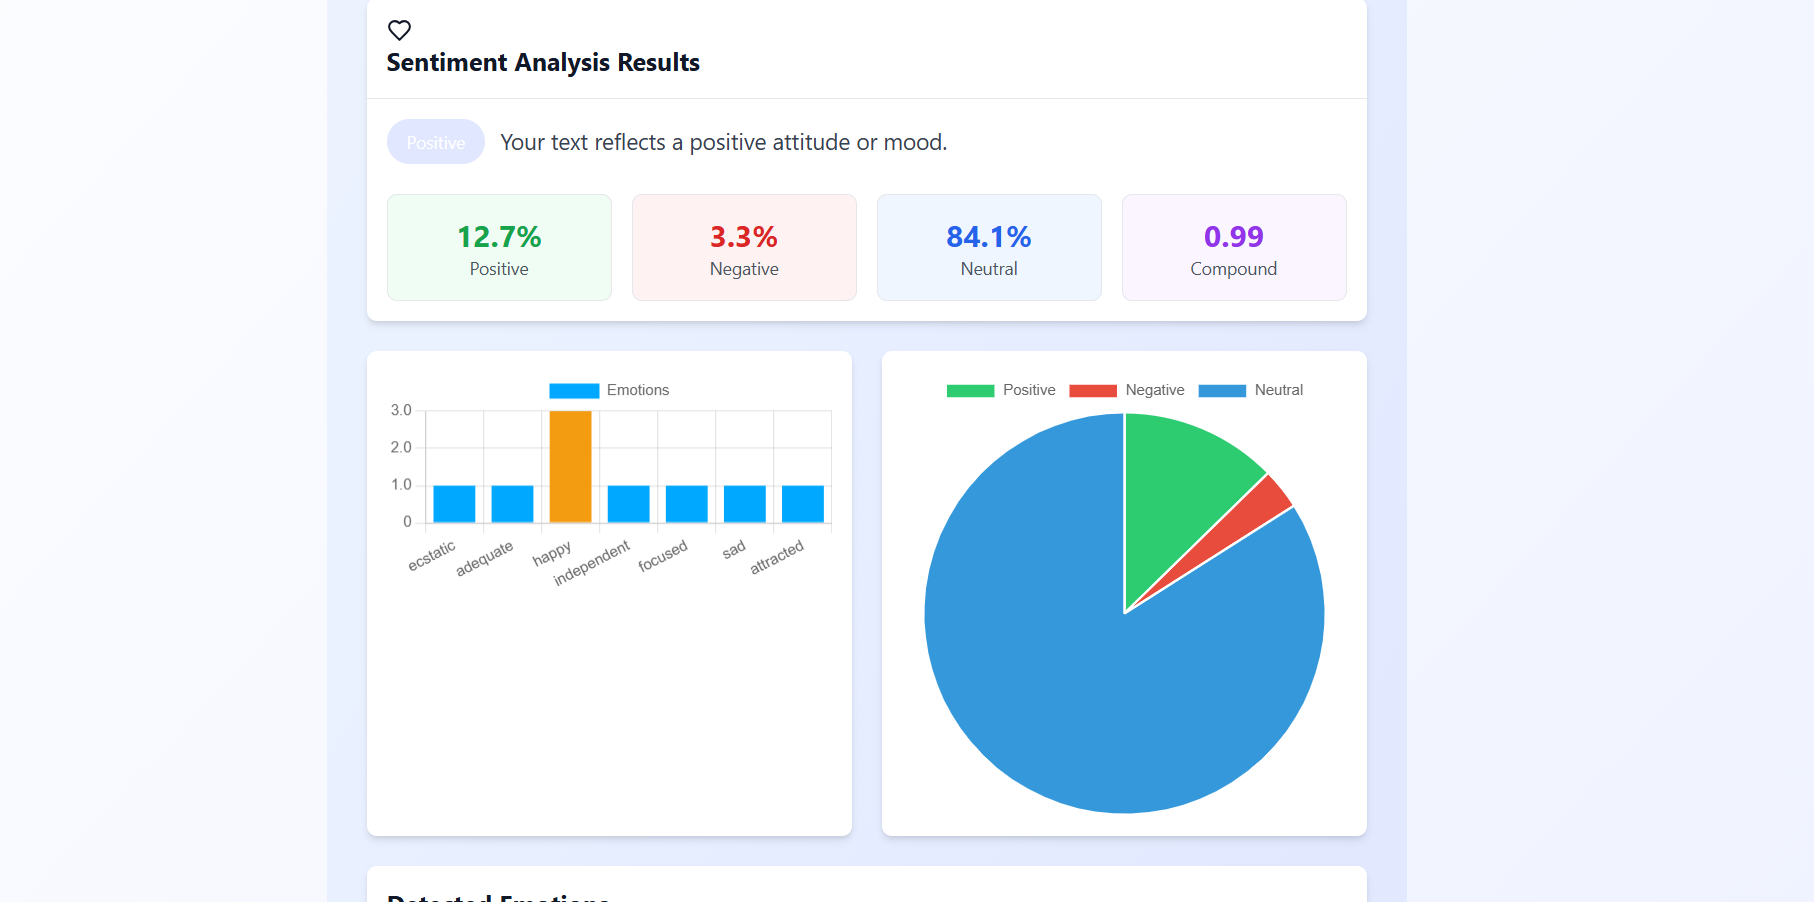 Sentiment Analysis Results
Positive
Your text reflects a positive attitude or mood.
12.7%
Positive
3.3%
Negative
84.1%
Neutral
0.99
Compound
Emotions
3.0
2.0
1.0
0
ecstatic
adequate
happy
independent
focused
sad
attracted
Positive
Negative
Neutral
Detected Emotions